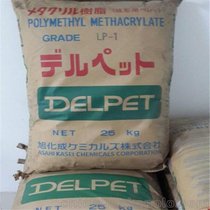 メタクリル樹脂
POLYMETHYL METHACRYLATE
GRADE LP-1
デルペット
DELPET
NET 25 kg
旭化成ケミカルズ株式会社
ASAHI KASEI CHEMICALS CORPORATION
DELPET